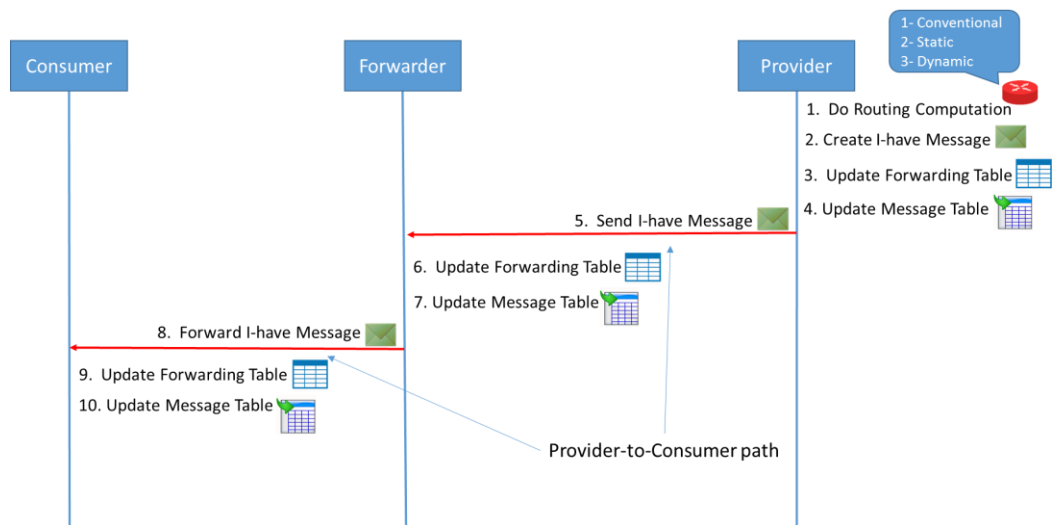 1- Conventional
2- Static
3- Dynamic
Consumer
Forwarder
Provider
1. Do Routing Computation
2. Create I-have Message
3. Update Forwarding Table
4. Update Message Table
5. Send I-have Message
6. Update Forwarding Table
7. Update Message Table
8. Forward I-have Message
9. Update Forwarding Table
10. Update Message Table
Provider-to-Consumer path